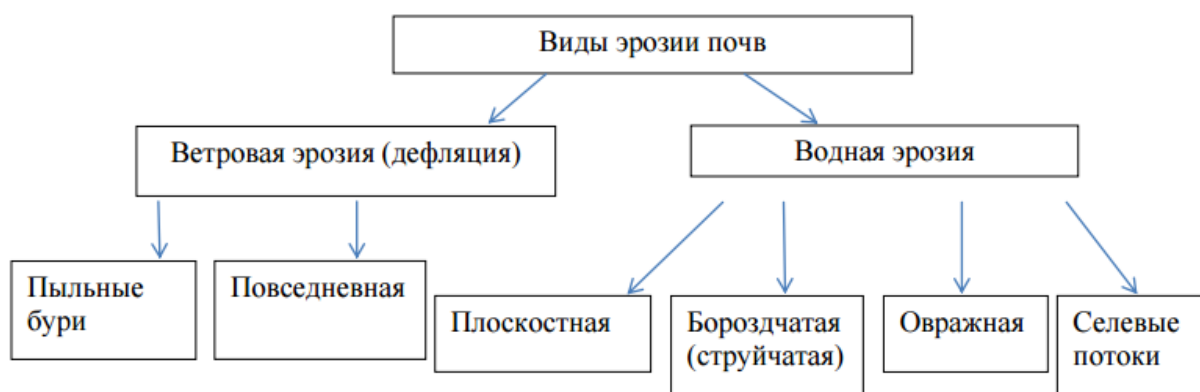 Виды эрозии почв
Ветровая эрозия (дефляция)
Водная эрозия
Пыльные
бури
Повседневная
Плоскостная
Бороздчатая
(струйчатая)
Овражная
Селевые
потоки